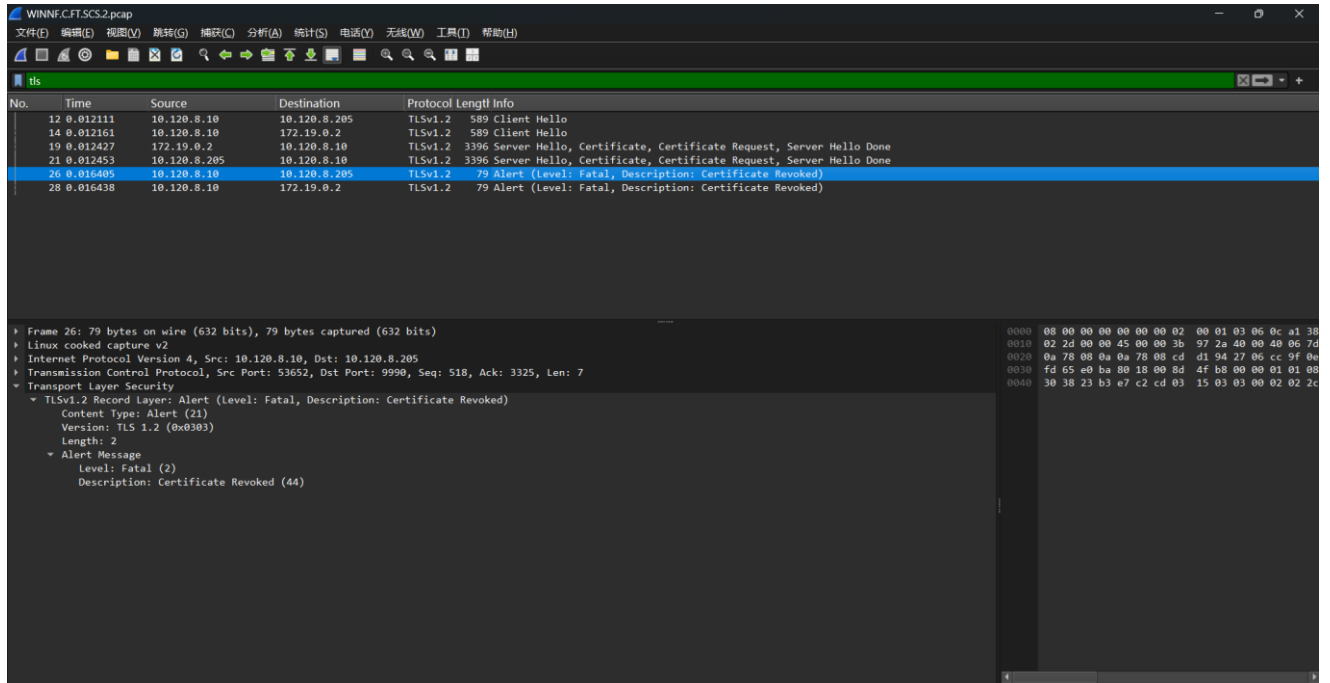 WINNF.C.FT.SCS.2.pcap
文件(F) 编辑(E) 视图(V) 跳转(G) 捕获(C) 分析(A) 统计(S) 电话(Y) 无线(W) 工具(T) 帮助(H)
tls
No. Time Source Destination Protocol Lengtl Info
12 0.012111 10.120.8.10 10.120.8.205 TLSv1.2 589 Client Hello
14 0.012161 10.120.8.10 172.19.0.2 TLSv1.2 589 Client Hello
19 0.012427 172.19.0.2 10.120.8.10 TLSv1.2 3396 Server Hello, Certificate, Certificate Request, Server Hello Done
21 0.012453 10.120.8.205 10.120.8.10 TLSv1.2 3396 Server Hello, Certificate, Certificate Request, Server Hello Done
26 0.016405 10.120.8.10 10.120.8.205 TLSv1.2 79 Alert (Level: Fatal, Description: Certificate Revoked)
28 0.016438 10.120.8.10 172.19.0.2 TLSv1.2 79 Alert (Level: Fatal, Description: Certificate Revoked)
Frame 26: 79 bytes on wire (632 bits), 79 bytes captured (632 bits)
Linux cooked capture v2
Internet Protocol Version 4, Src: 10.120.8.10, Dst: 10.120.8.205
Transmission Control Protocol, Src Port: 53652, Dst Port: 9990, Seq: 518, Ack: 3325, Len: 7
Transport Layer Security
TLSv1.2 Record Layer: Alert (Level: Fatal, Description: Certificate Revoked)
Content Type: Alert (21)
Version: TLS 1.2 (0x0303)
Length: 2
Alert Message
Level: Fatal (2)
Description: Certificate Revoked (44)
0000 08 00 00 00 00 00 00 02 00 01 03 06 0c a1 38
0010 02 2d 00 00 45 00 00 3b 97 2a 40 00 40 06 7d
0020 0a 78 08 0a 0a 78 08 cd d1 94 27 06 cc 9f 0e
0030 fd 65 e0 ba 80 18 00 8d 4f b8 00 00 01 01 08
0040 30 38 23 b3 e7 c2 cd 03 15 03 03 00 02 02 2c